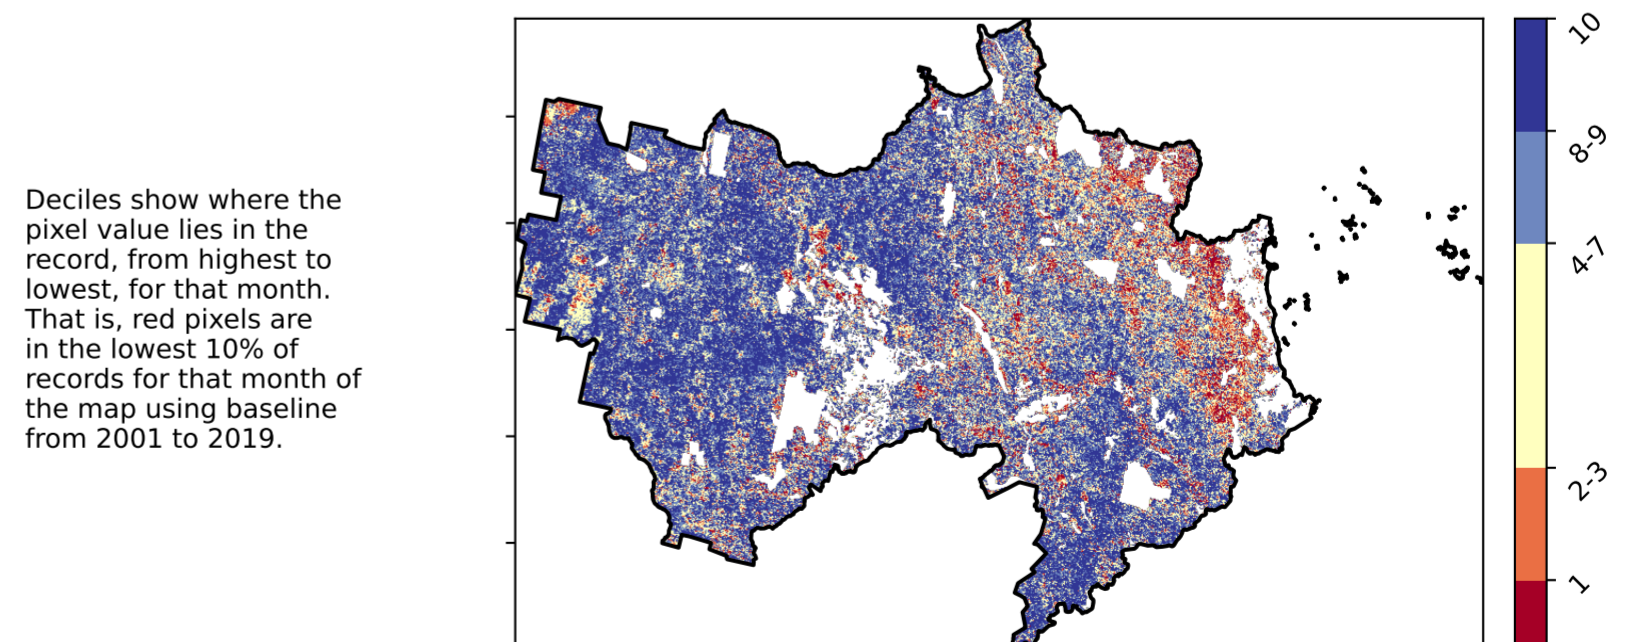 Deciles show where the
pixel value lies in the
record, from highest to
lowest, for that month.
That is, red pixels are
in the lowest 10% of
records for that month of
the map using baseline
from 2001 to 2019.
10
8-9
4-7
2-3
1